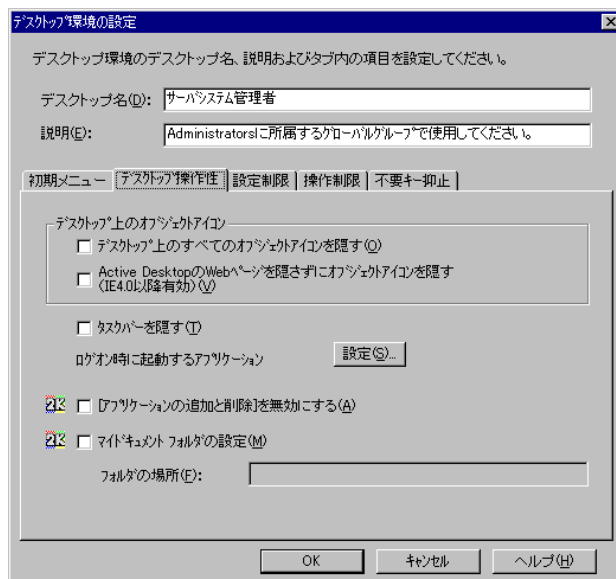 ﾃﾞｽｸﾄｯﾌﾟ環境の設定
デスクトップ環境のデスクトップ名、説明およびタブ内の項目を設定してください。
デスクトップ名(D):
ｻｰﾊﾞｼｽﾃﾑ管理者
説明(E):
Administratorsに所属するｸﾞﾛｰﾊﾞﾙｸﾞﾙｰﾌﾟで使用してください。
初期メニュー ﾃﾞｽｸﾄｯﾌﾟ操作性 設定制限 操作制限 不要キー抑止
ﾃﾞｽｸﾄｯﾌﾟ上のｵﾌﾞｼﾞｪｸﾄｱｲｺﾝ
ﾃﾞｽｸﾄｯﾌﾟ上のすべてのｵﾌﾞｼﾞｪｸﾄｱｲｺﾝを隠す(O)
Active DesktopのWebﾍﾟｰｼﾞを隠さずにｵﾌﾞｼﾞｪｸﾄｱｲｺﾝを隠す
(IE4.0以降有効)(V)
ﾀｽｸﾊﾞｰを隠す(T)
ﾛｸﾞｵﾝ時に起動するｱﾌﾟﾘｹｰｼｮﾝ
設定(S)...
2K [ｱﾌﾟﾘｹｰｼｮﾝの追加と削除]を無効にする(A)
2K ﾏｲﾄﾞｷｭﾒﾝﾄ ﾌｫﾙﾀﾞの設定(M)
ﾌｫﾙﾀﾞの場所(F):
OK ｷｬﾝｾﾙ ヘルプ(H)